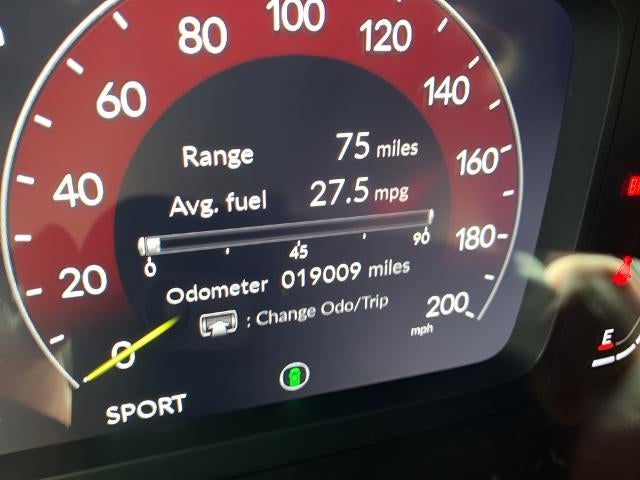 100
80
120
60
140
Range 75 miles
160
40
Avg. fuel 27.5 mpg
0 45 90
180
20
Odometer 019009 miles
: Change Odo/Trip
200
0
mph
E
SPORT